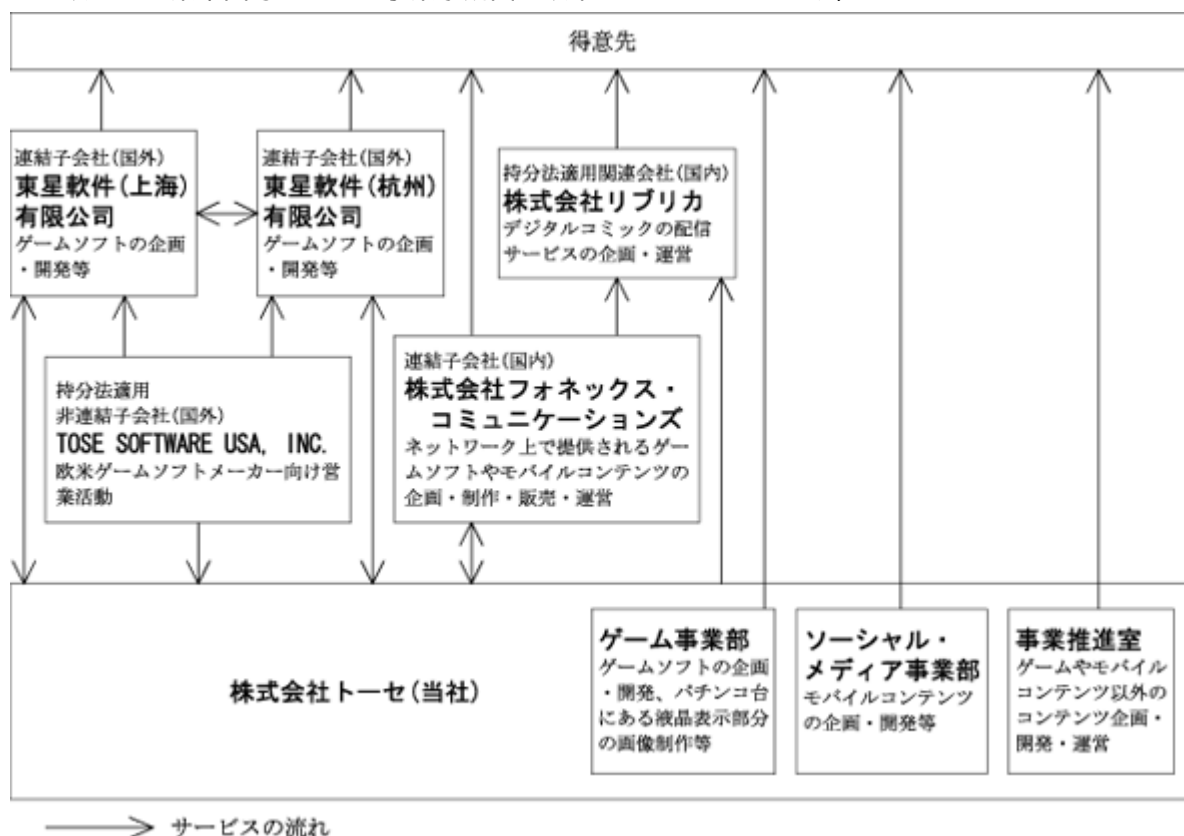 得意先
連結子会社(国外)
東星軟件(上海)
有限公司
ゲームソフトの企画
・開発等
連結子会社(国外)
東星軟件(杭州)
有限公司
ゲームソフトの企画
・開発等
持分法適用関連会社(国内)
株式会社リブリカ
デジタルコミックの配信
サービスの企画・運営
持分法適用
非連結子会社(国外)
TOSE SOFTWARE USA, INC.
欧米ゲームソフトメーカー向け営
業活動
連結子会社(国内)
株式会社フォネックス・
コミュニケーションズ
ネットワーク上で提供されるゲー
ムソフトやモバイルコンテンツの
企画・制作・販売・運営
株式会社トーセ(当社)
ゲーム事業部
ゲームソフトの企画
・開発、パチンコ台
にある液晶表示部分
の画像制作等
ソーシャル・
メディア事業部
モバイルコンテンツ
の企画・開発等
事業推進室
ゲームやモバイル
コンテンツ以外の
コンテンツ企画・
開発・運営
サービスの流れ